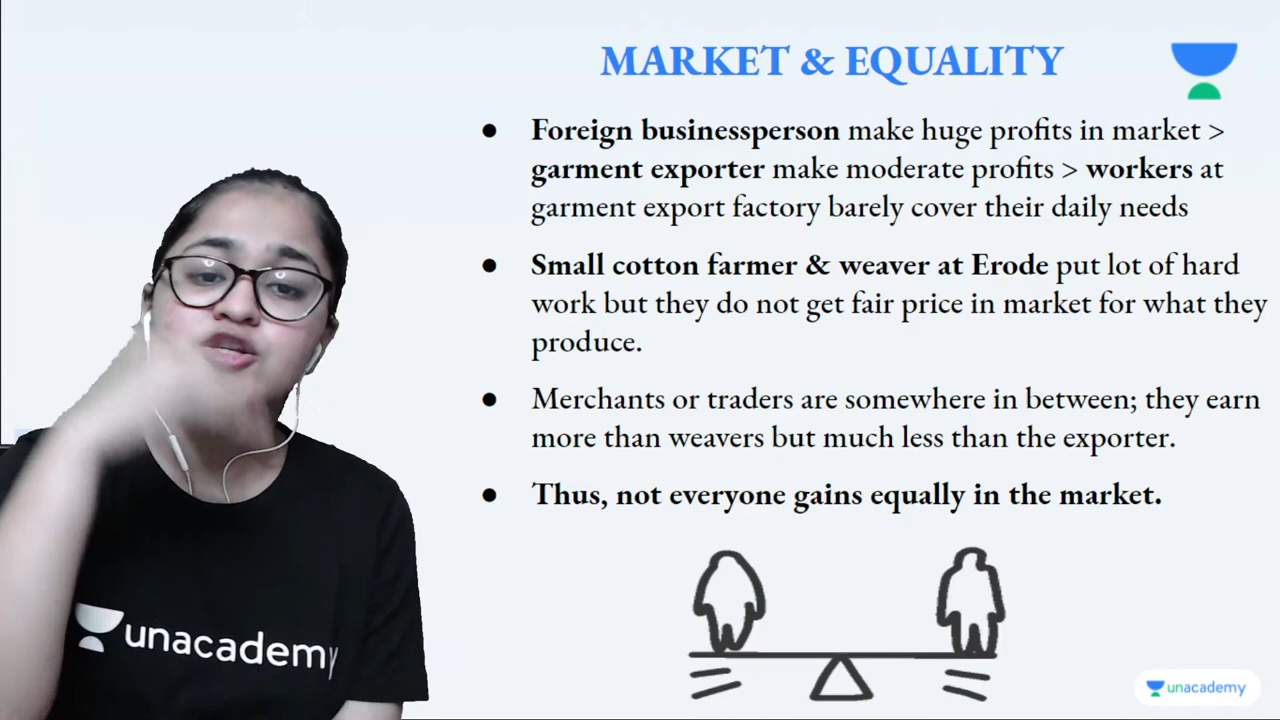 MARKET & EQUALITY
● Foreign businessperson make huge profits in market >
garment exporter make moderate profits > workers at
garment export factory barely cover their daily needs
● Small cotton farmer & weaver at Erode put lot of hard
work but they do not get fair price in market for what they
produce.
● Merchants or traders are somewhere in between; they earn
more than weavers but much less than the exporter.
● Thus, not everyone gains equally in the market.
unacademy
unacademy